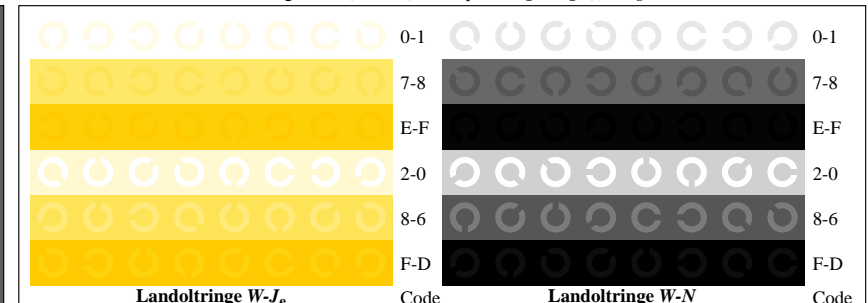 0-1 0-1
7-8 7-8
E-F E-F
2-0 2-0
8-6 8-6
F-D F-D
Landoltringe W-Je Code Landoltringe W-N Code